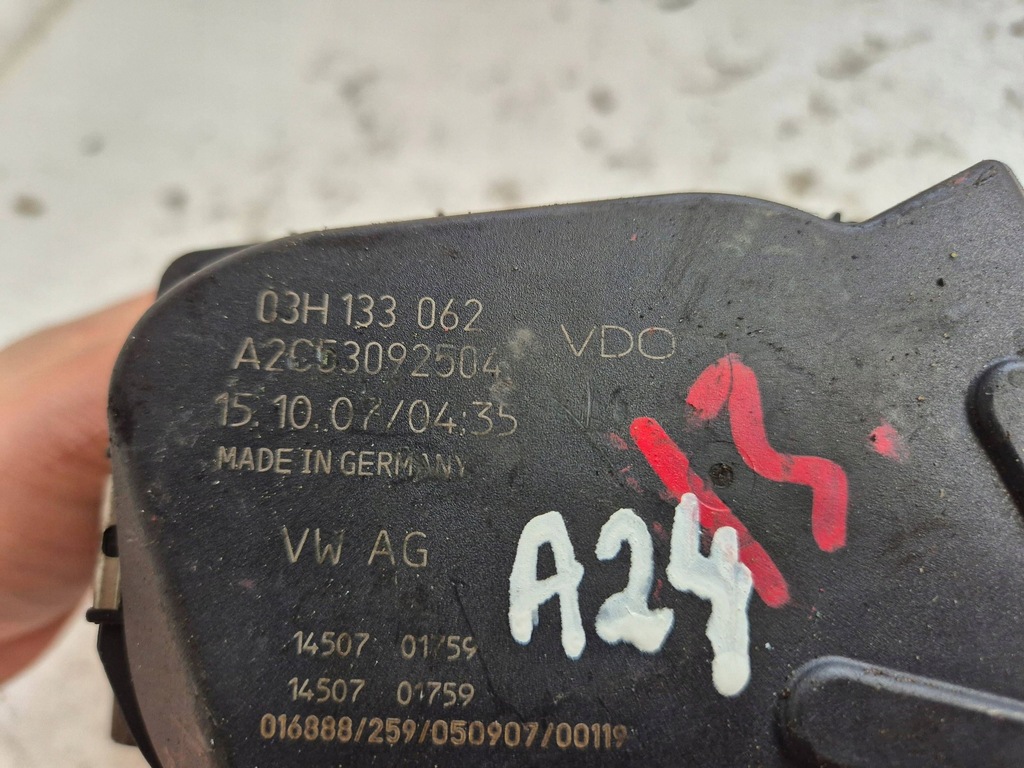 03H 133 062
A2C53092504
VDO
15.10.07/04:35
MADE IN GERMANY
13
A24
VW AG
14507 01759
14507 01759
016888/259/050907/00119